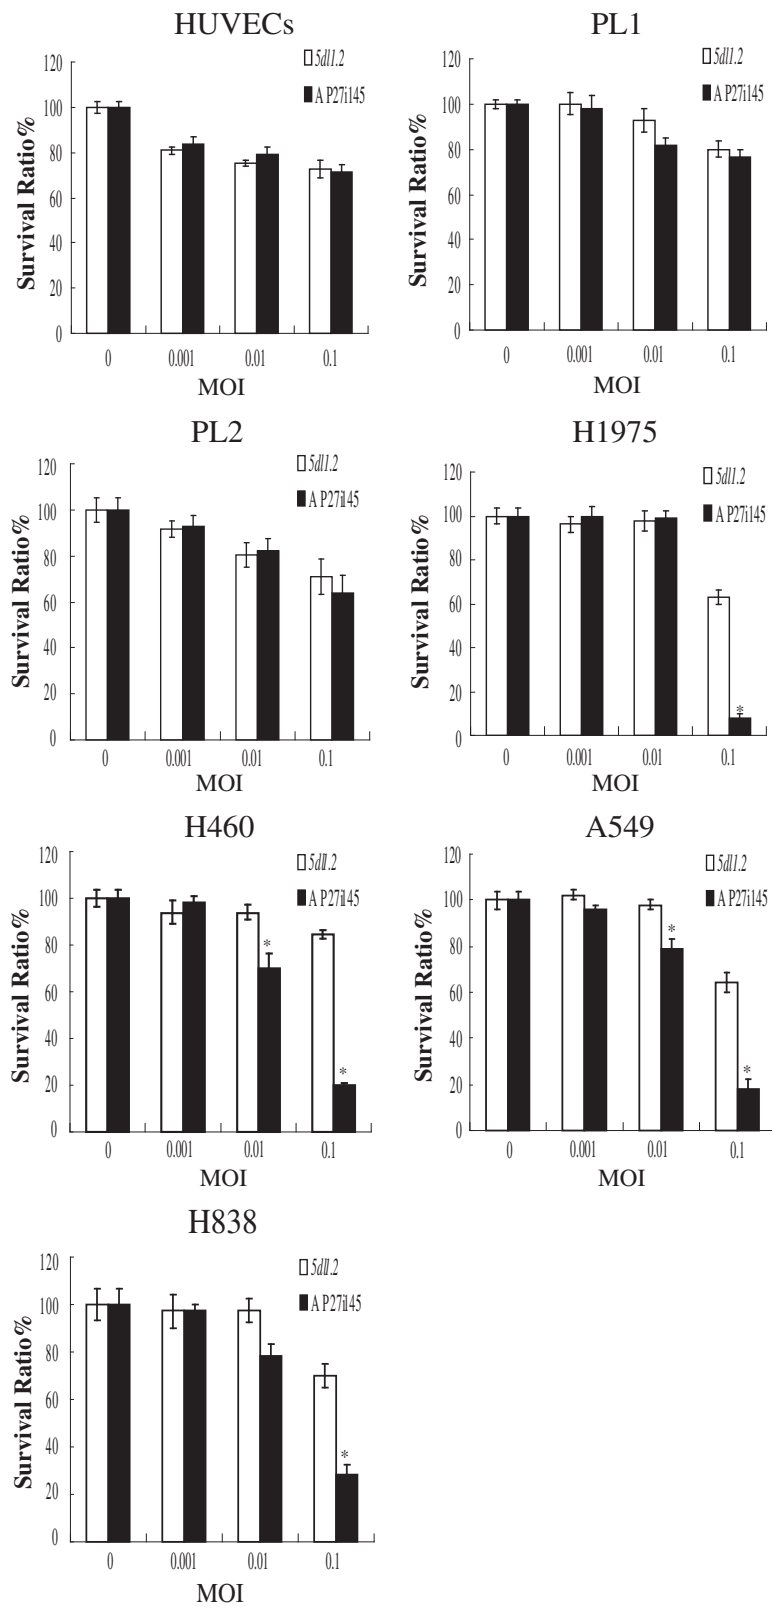 HUVECs
Survival Ratio%
120
100
80
60
40
20
0
5dl1.2
A P27i145
0 0.001 0.01 0.1
MOI
PL1
Survival Ratio%
120
100
80
60
40
20
0
5dl1.2
A P27i145
0 0.001 0.01 0.1
MOI
PL2
Survival Ratio%
120
100
80
60
40
20
0
5dl1.2
A P27i145
0 0.001 0.01 0.1
MOI
H1975
Survival Ratio%
120
100
80
60
40
20
0
5dl1.2
A P27i145
*
0 0.001 0.01 0.1
MOI
H460
Survival Ratio%
120
100
80
60
40
20
0
5dl1.2
A P27i145
*
*
0 0.001 0.01 0.1
MOI
A549
Survival Ratio%
120
100
80
60
40
20
0
5dl1.2
A P27i145
*
*
0 0.001 0.01 0.1
MOI
H838
Survival Ratio%
120
100
80
60
40
20
0
5dl1.2
A P27i145
*
0 0.001 0.01 0.1
MOI